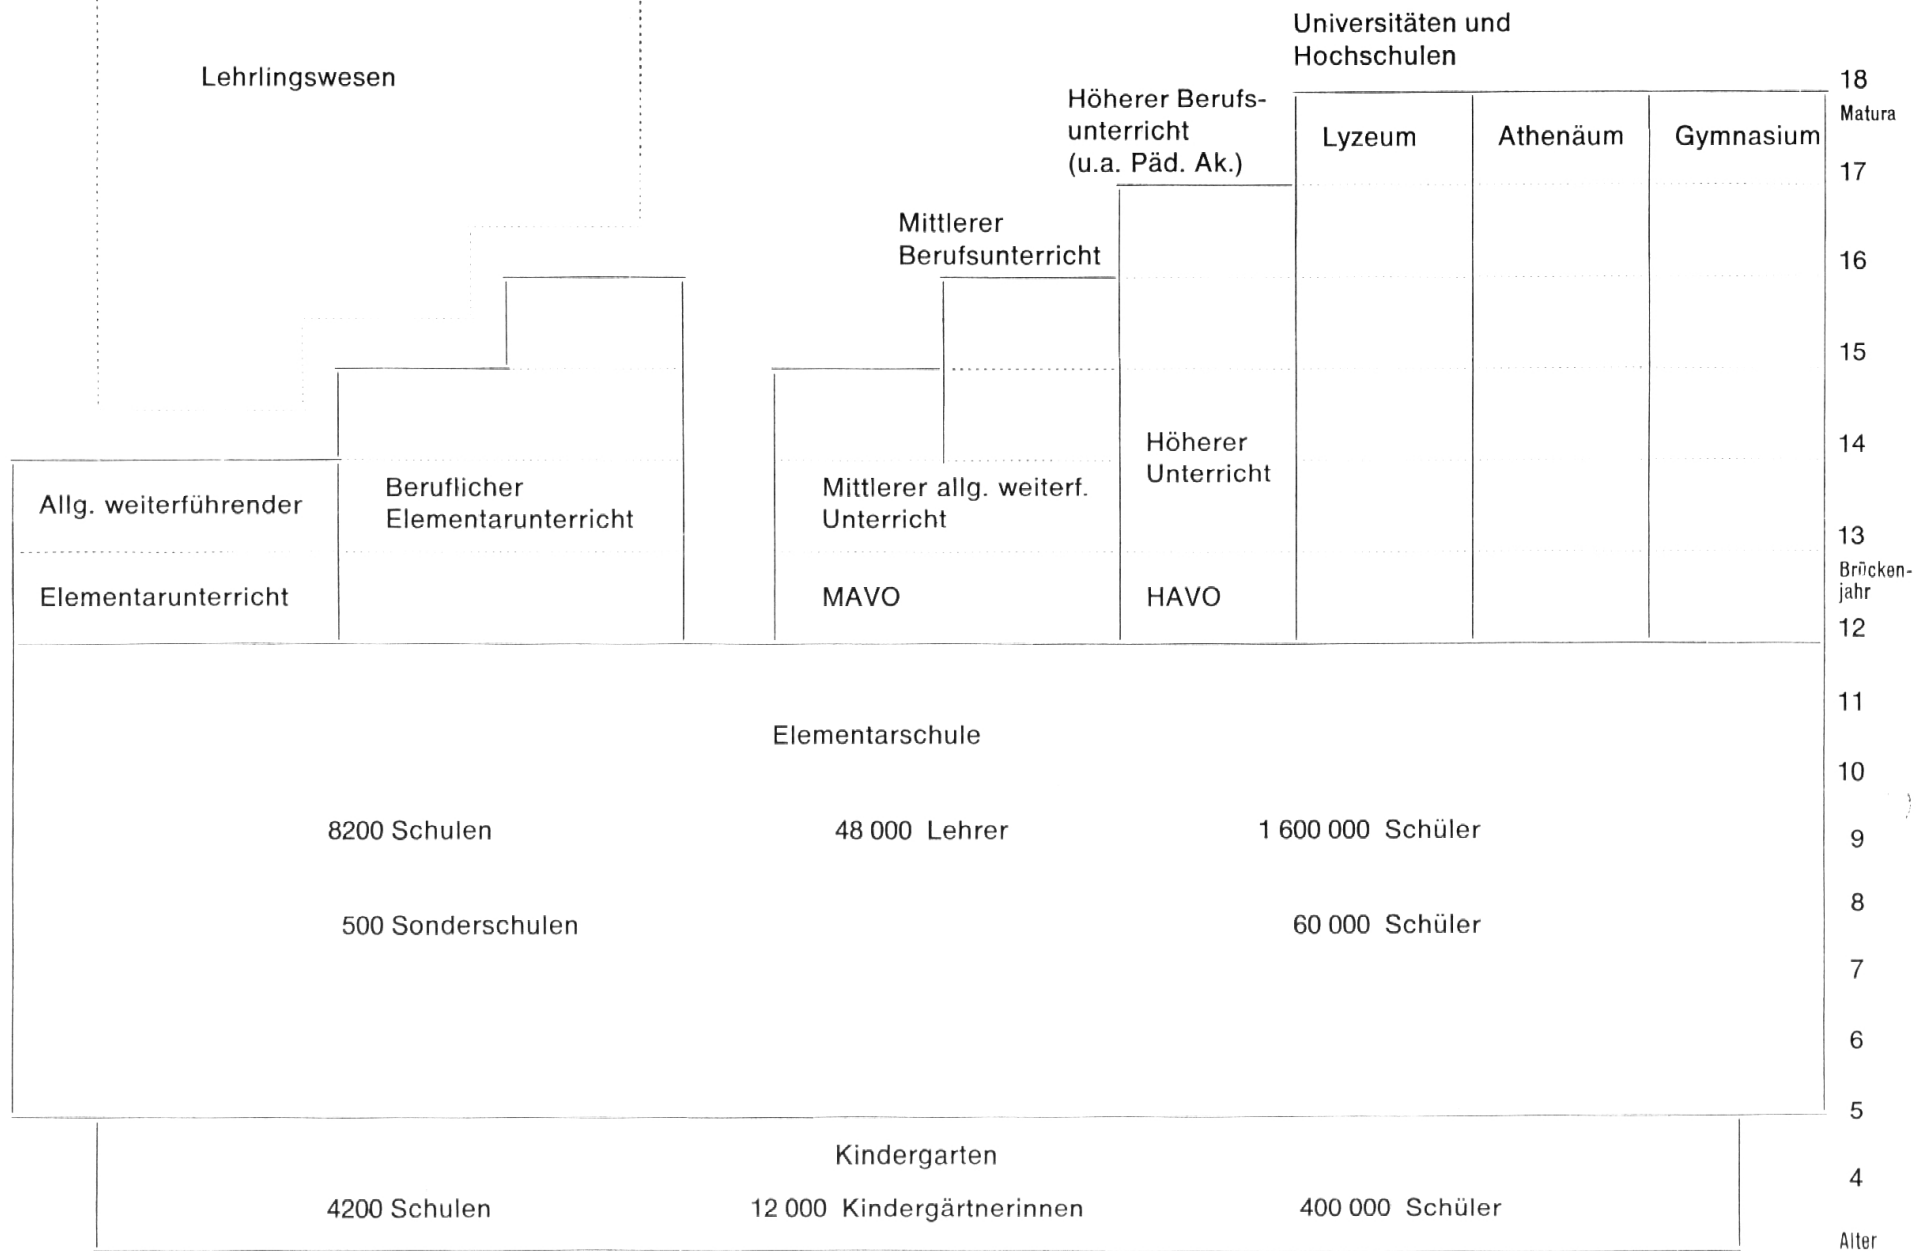 Universitäten und
Hochschulen
Lehrlingswesen
18
Höherer Berufs-
unterricht
(u.a. Päd. Ak.)
Matura
Lyzeum
Athenäum
Gymnasium
17
Mittlerer
Berufsunterricht
16
15
14
Höherer
Unterricht
Allg. weiterführender
Beruflicher
Elementarunterricht
Mittlerer allg. weiterf.
Unterricht
13
Brücken-
jahr
Elementarunterricht
MAVO
HAVO
12
11
Elementarschule
10
8200 Schulen
48 000 Lehrer
1 600 000 Schüler
9
8
500 Sonderschulen
60 000 Schüler
7
6
5
Kindergarten
4
4200 Schulen
12 000 Kindergärtnerinnen
400 000 Schüler
Alter